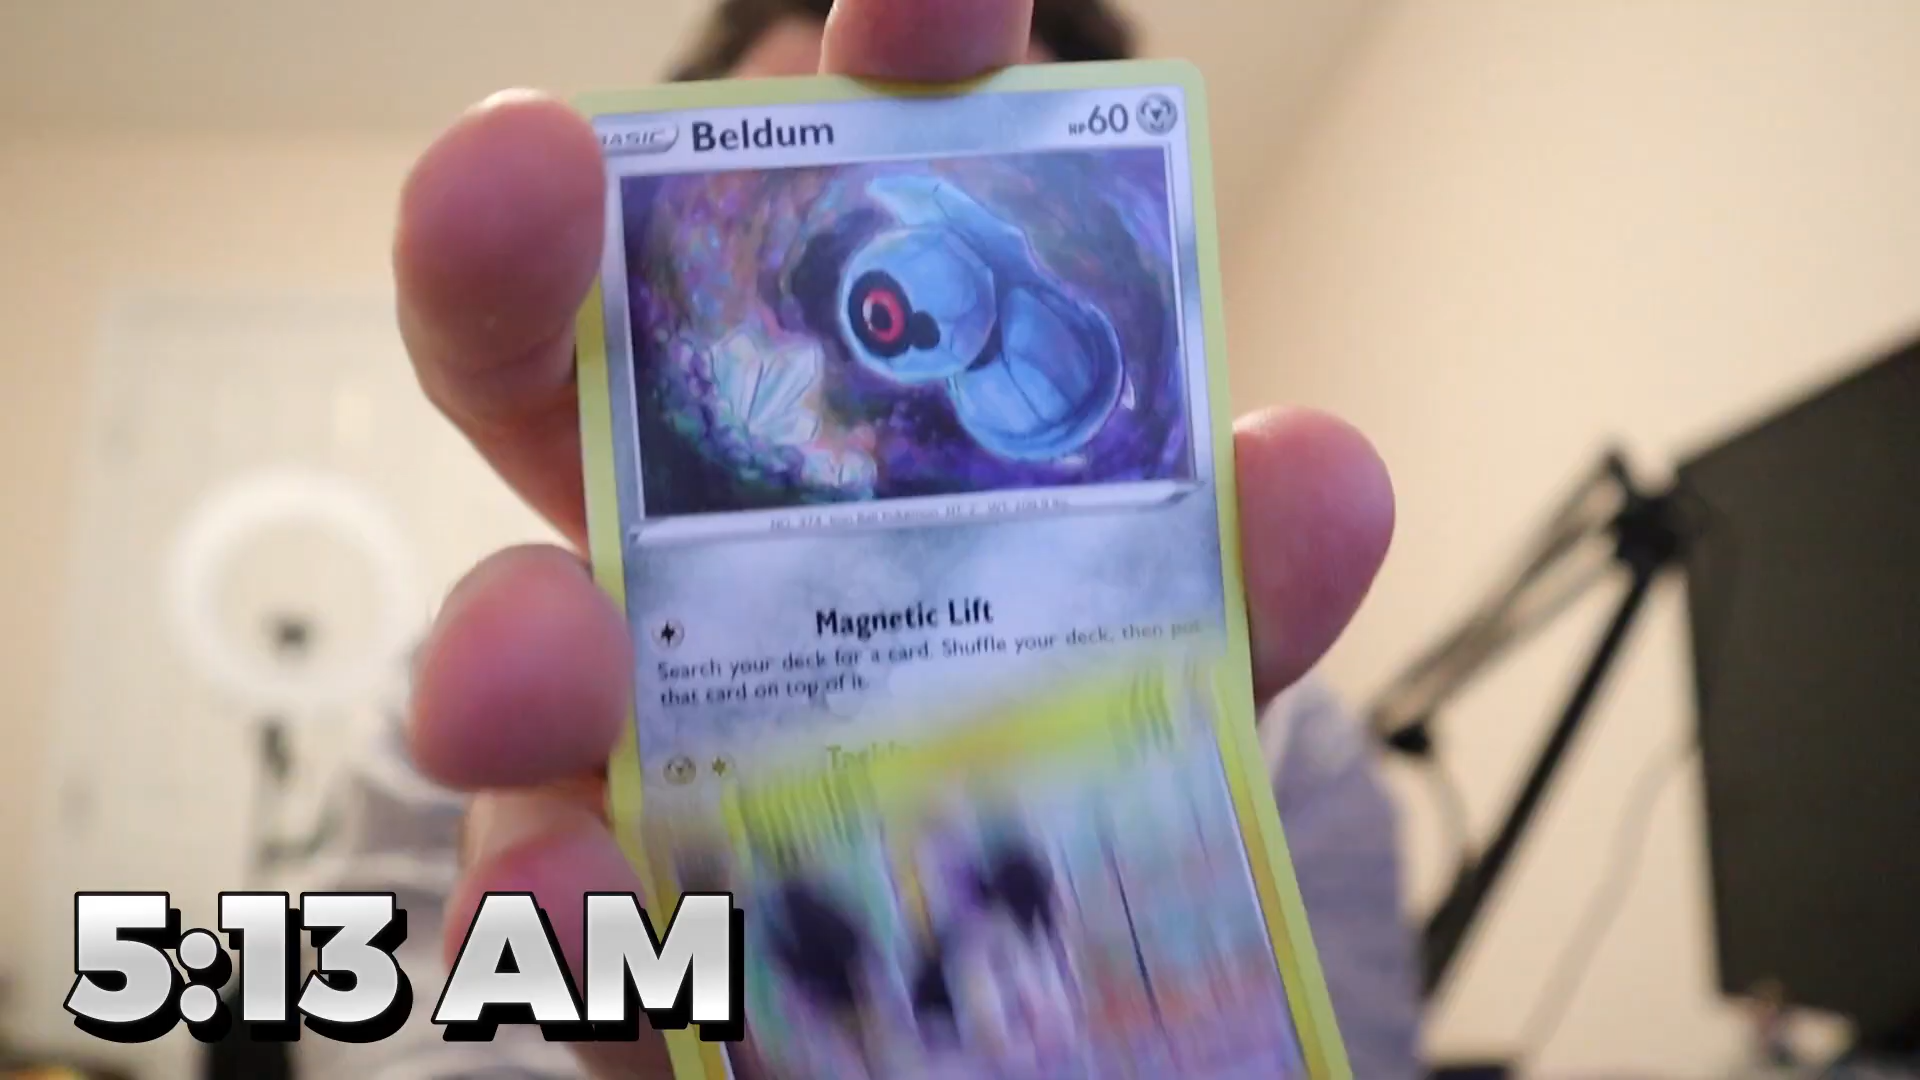 BASIC Beldum HP60
Magnetic Lift
Search your deck for a card. Shuffle your deck, then put
that card on top of it.
5:13 AM